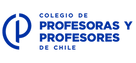 COLEGIO DE
PROFESORAS Y
PROFESORES
DE CHILE